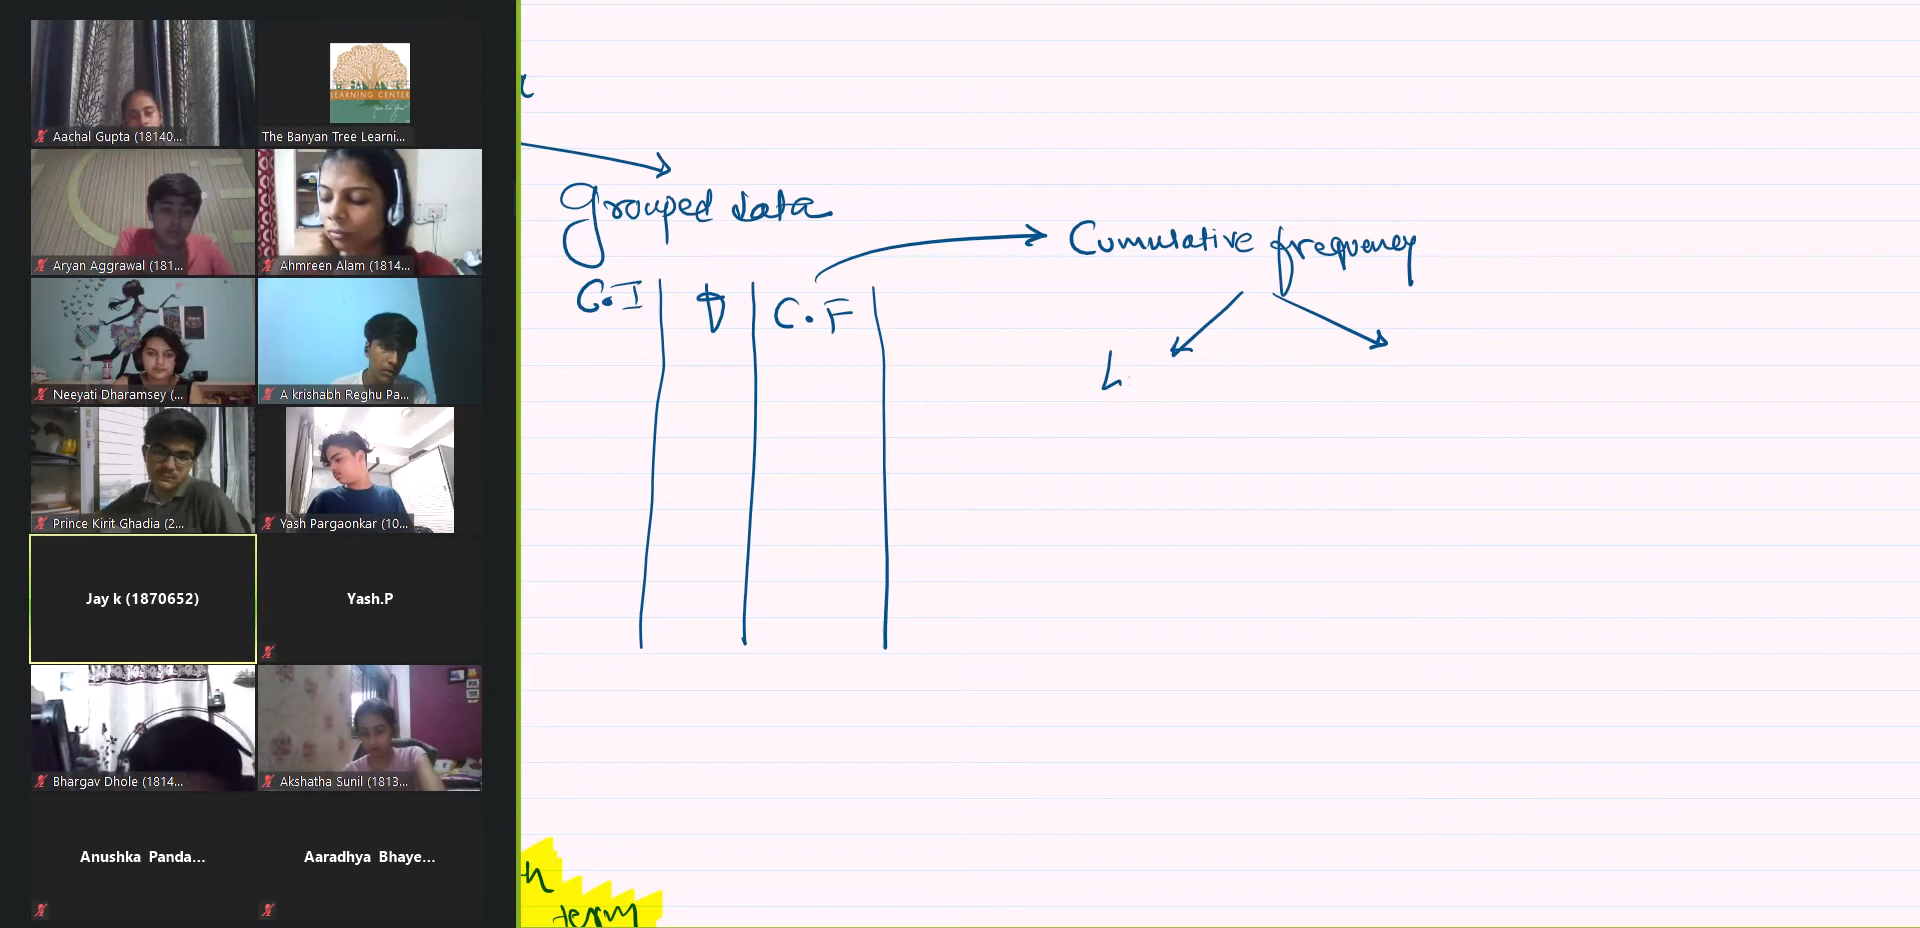 Aachal Gupta (18140...
LEARNING CENTER
The Banyan Tree Learni...
Aryan Aggrawal (181...
Ahmreen Alam (1814...
Neeyati Dharamsey (...
A krishabh Reghu Pa...
Prince Kirit Ghadia (2...
Yash Pargaonkar (10...
Jay k (1870652)
Yash.P
Bhargav Dhole (1814...
Akshatha Sunil (1813...
Anushka Panda...
Aaradhya Bhaye...
Grouped data
Cumulative frequency
C.I f C.F
L
term